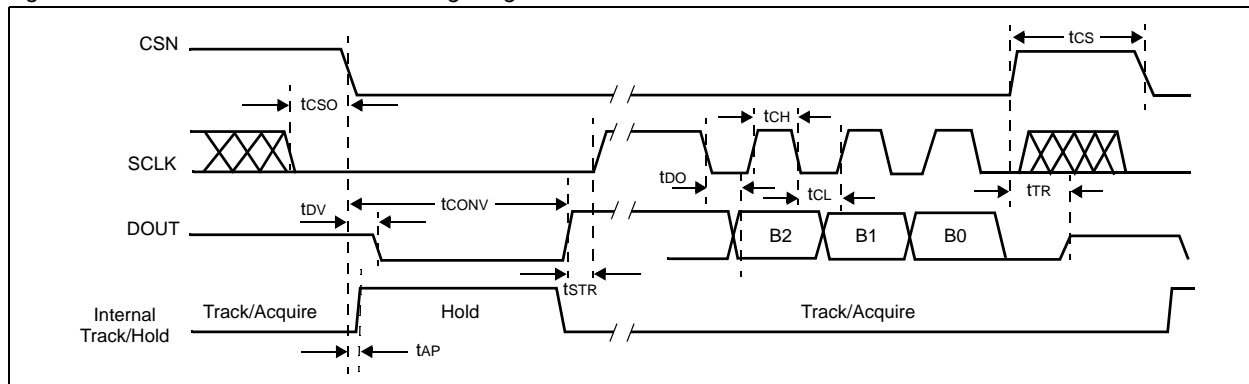 CSN
tCS
tCSO
tCH
SCLK
tDO
tCL
tTR
tDV
tCONV
DOUT
B2
B1
B0
tSTR
Internal
Track/Hold
Track/Acquire
Hold
Track/Acquire
tAP